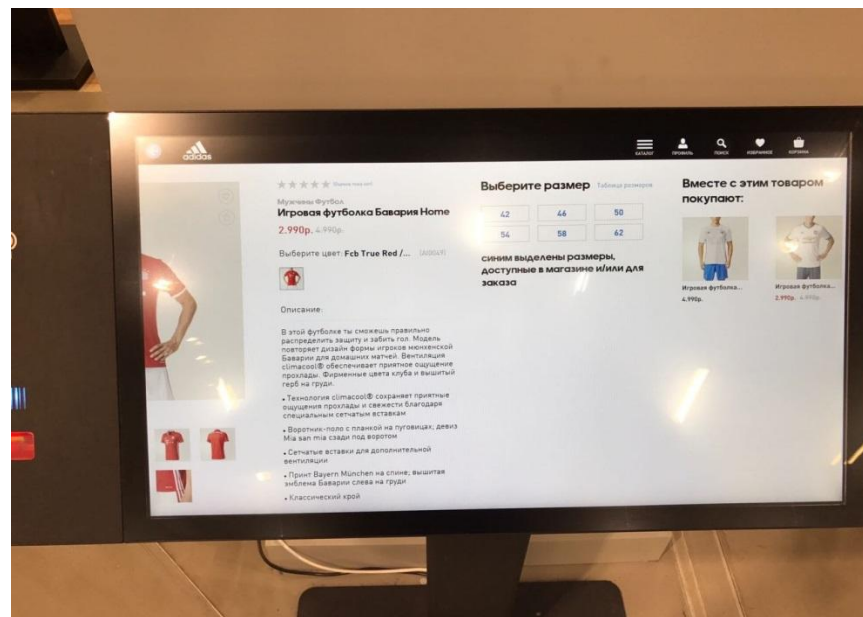 adidas
КАТАЛОГ
ПРОФИЛЬ
ПОИСК
ИЗБРАННОЕ
КОРЗИНА
Мужчины Футбол
Игровая футболка Бавария Home
2.990р. 4.990р.
Выберите цвет: Fcb True Red /...
Описание:
В этой футболке ты сможешь правильно
распределить защиту и забить гол. Модель
повторяет дизайн формы игроков мюнхенской
Баварии для домашних матчей. Вентиляция
climacool® обеспечивает приятное ощущение
прохлады. Фирменные цвета клуба и вышитый
герб на груди.
• Технология climacool® сохраняет приятные
ощущения прохлады и свежести благодаря
специальным сетчатым вставкам
• Воротник-поло с планкой на пуговицах; девиз
Mia san mia сзади под воротом
• Сетчатые вставки для дополнительной
вентиляции
• Принт Bayern München на спине; вышитая
эмблема Баварии слева на груди
• Классический крой
Выберите размер Таблица размеров
42 46 50
54 58 62
синим выделены размеры,
доступные в магазине и/или для
заказа
Вместе с этим товаром
покупают:
Игровая футболка...
4.990р.
Игровая футболка...
2.990р. 4.990р.